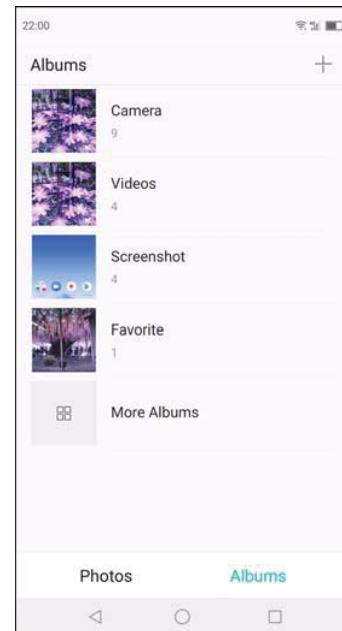 22:00
Albums
Camera
9
Videos
4
Screenshot
4
Favorite
1
More Albums
Photos Albums